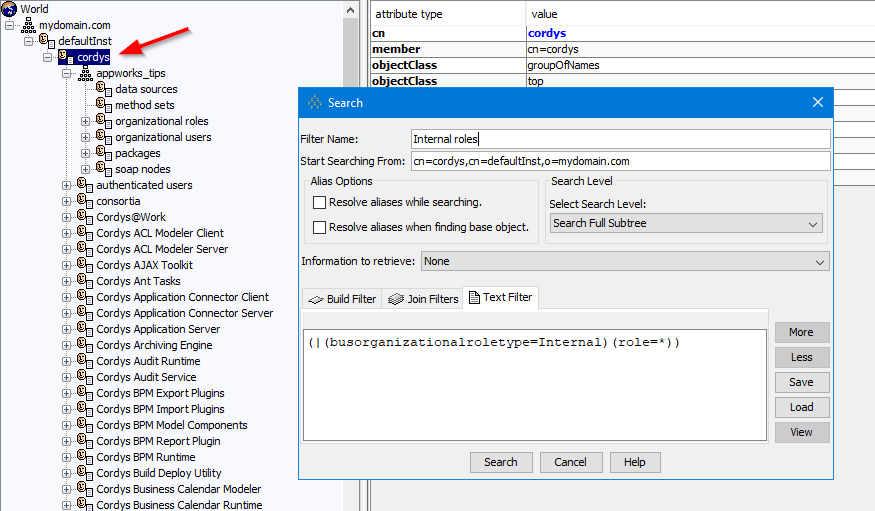 World
mydomain.com
defaultInst
cordys
appworks_tips
data sources
method sets
organizational roles
organizational users
packages
soap nodes
authenticated users
consortia
Cordys@Work
Cordys ACL Modeler Client
Cordys ACL Modeler Server
Cordys AJAX Toolkit
Cordys Ant Tasks
Cordys Application Connector Client
Cordys Application Connector Server
Cordys Application Server
Cordys Archiving Engine
Cordys Audit Runtime
Cordys Audit Service
Cordys BPM Export Plugins
Cordys BPM Import Plugins
Cordys BPM Model Components
Cordys BPM Report Plugin
Cordys BPM Runtime
Cordys Build Deploy Utility
Cordys Business Calendar Modeler
Cordys Business Calendar Runtime
attribute type value
cn cordys
member cn=cordys
objectClass groupOfNames
objectClass top
Search
Filter Name: Internal roles
Start Searching From: cn=cordys,cn=defaultInst,o=mydomain.com
Alias Options
Resolve aliases while searching.
Resolve aliases when finding base object.
Search Level
Select Search Level:
Search Full Subtree
Information to retrieve: None
Build Filter Join Filters Text Filter
(|(busorganizationalroletype=Internal)(role=*))
More
Less
Save
Load
View
Search Cancel Help